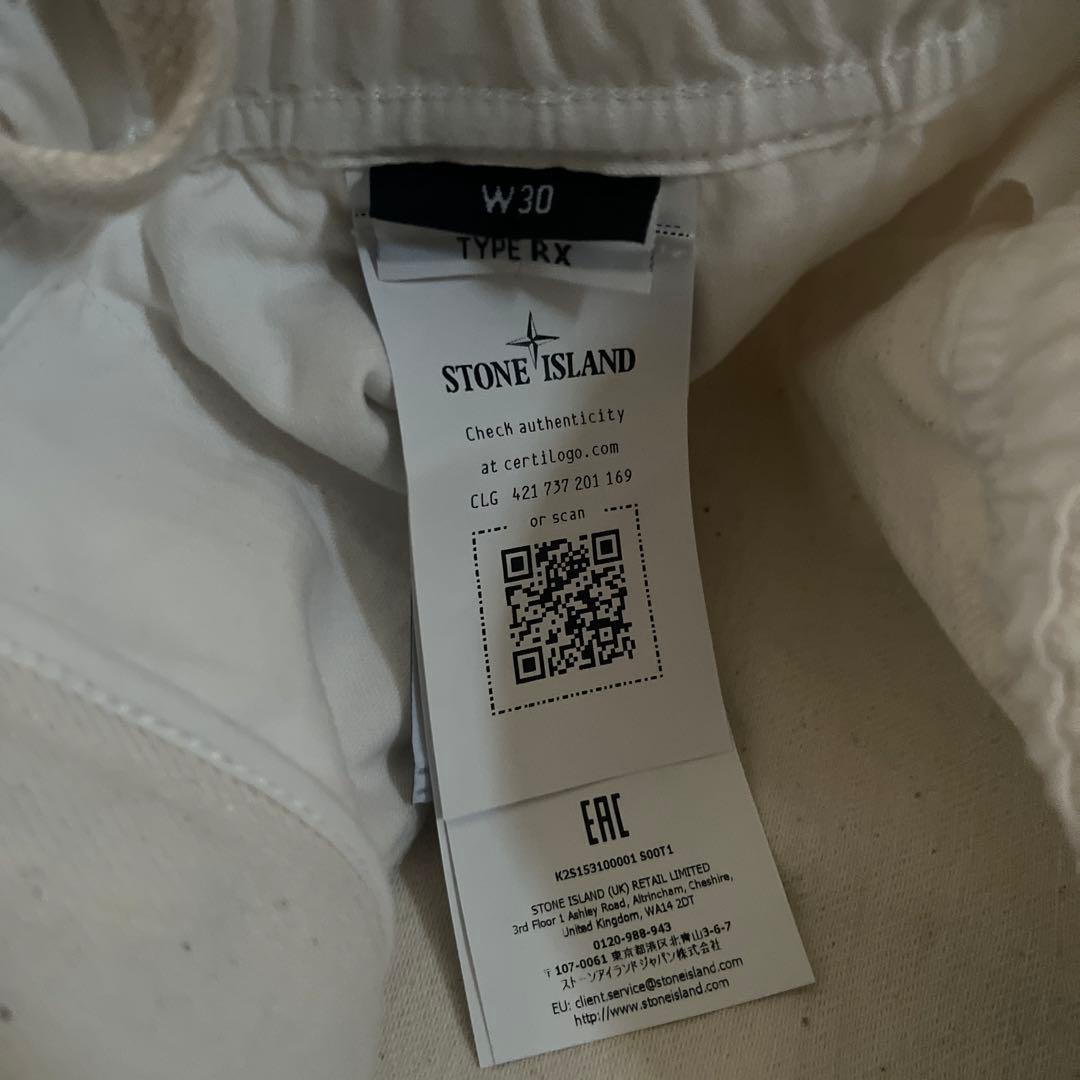 W30
TYPE RX
STONE ISLAND
Check authenticity
at certilogo.com
CLG 421 737 201 169
or scan
EAC
K2S153100001 S00T1
STONE ISLAND (UK) RETAIL LIMITED
3rd Floor 1 Ashley Road, Altrincham, Cheshire,
United Kingdom, WA14 2DT
0120-988-943
〒107-0061 東京都港区北青山3-6-7
ストーンアイランドジャパン株式会社
EU: client.service@stoneisland.com
http://www.stoneisland.com